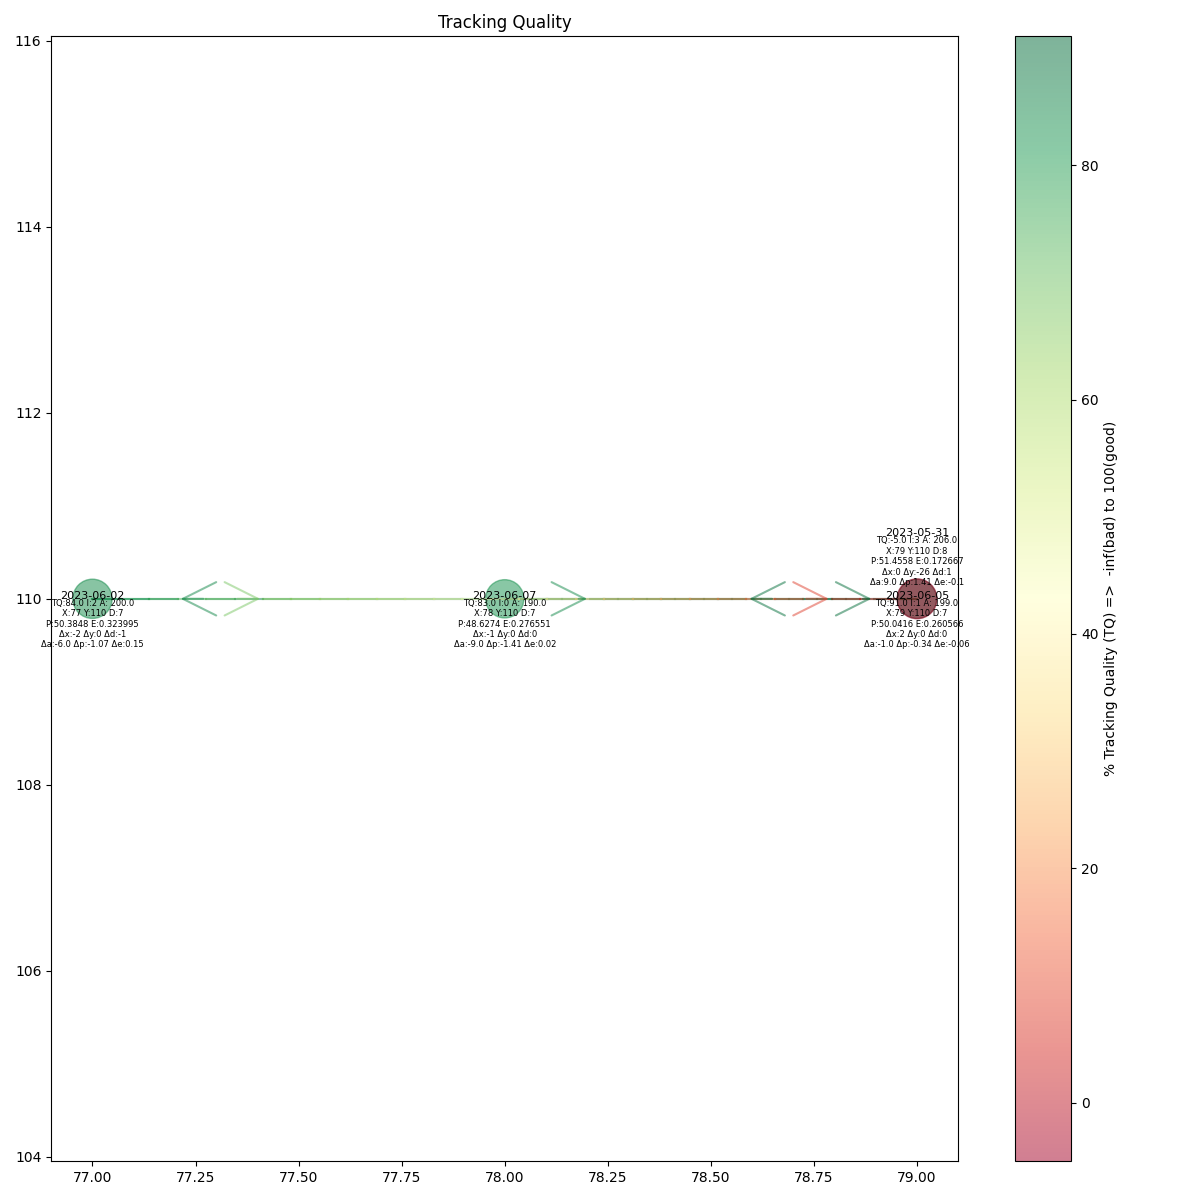 Tracking Quality
116
114
112
110
108
106
104
2023-05-31
TQ:-5.0 I:3 A: 206.0
X:79 Y:110 D:8
P:51.4558 E:0.172667
Δx:0 Δy:-26 Δd:1
Δa:9.0 Δp:1.41 Δe:-0.1
2023-06-02
TQ:84.0 I:2 A: 200.0
X:77 Y:110 D:7
P:50.3848 E:0.323995
Δx:-2 Δy:0 Δd:-1
Δa:-6.0 Δp:-1.07 Δe:0.15
2023-06-07
TQ:83.0 I:0 A: 190.0
X:78 Y:110 D:7
P:48.6274 E:0.276551
Δx:-1 Δy:0 Δd:0
Δa:-9.0 Δp:-1.41 Δe:0.02
2023-06-05
TQ:91.0 I:1 A: 199.0
X:79 Y:110 D:7
P:50.0416 E:0.260566
Δx:2 Δy:0 Δd:0
Δa:-1.0 Δp:-0.34 Δe:-0.06
77.00 77.25 77.50 77.75 78.00 78.25 78.50 78.75 79.00
80
60
40
20
0
% Tracking Quality (TQ) => -inf(bad) to 100(good)